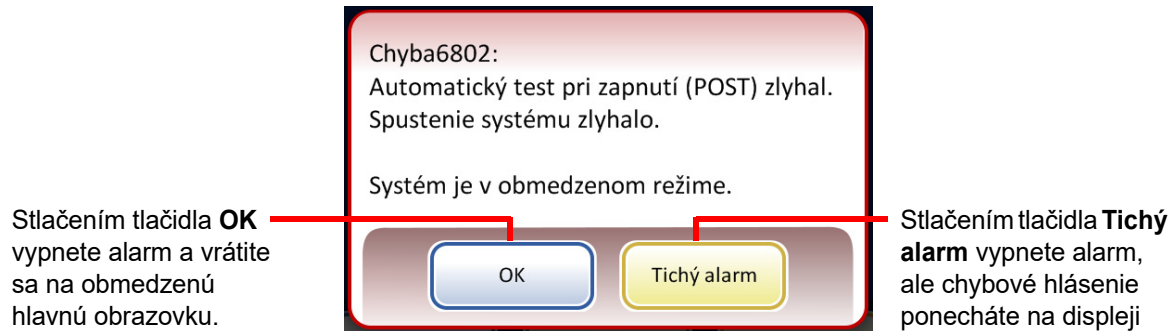 Chyba6802:
Automatický test pri zapnutí (POST) zlyhal.
Spustenie systému zlyhalo.
Systém je v obmedzenom režime.
Stlačením tlačidla OK
vypnete alarm a vrátite
sa na obmedzenú
hlavnú obrazovku.
OK
Tichý alarm
Stlačením tlačidla Tichý
alarm vypnete alarm,
ale chybové hlásenie
ponecháte na displeji